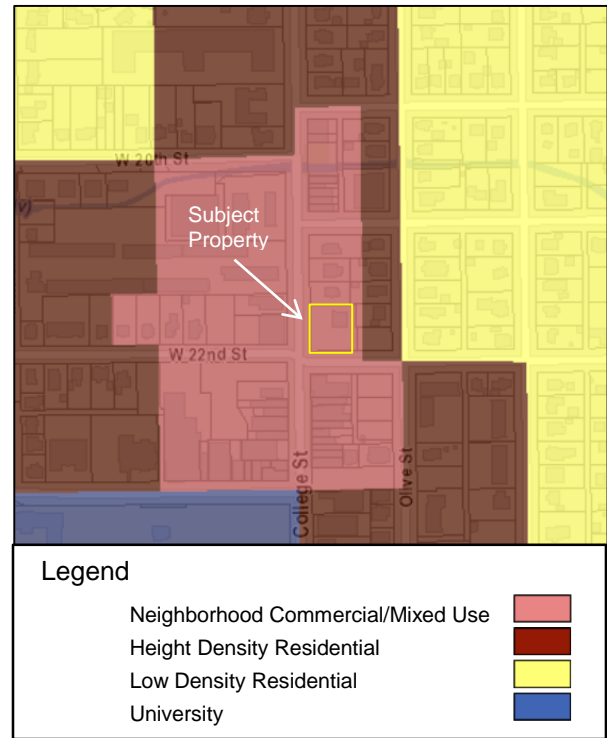 W 20th St
Subject
Property
W 22nd St
College St
Olive St
Legend
Neighborhood Commercial/Mixed Use
Height Density Residential
Low Density Residential
University